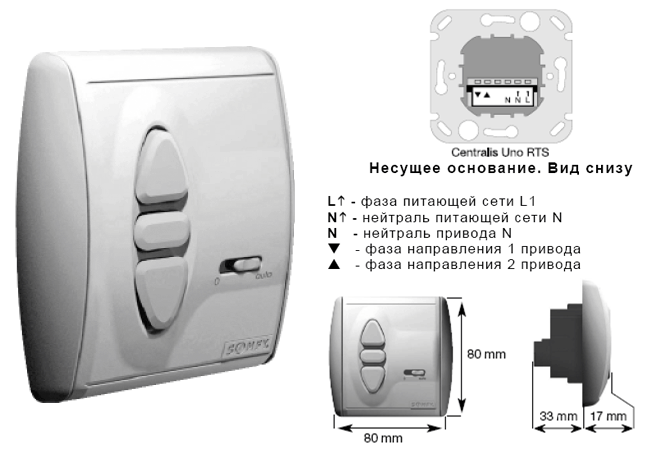 0
auto
SOMFY
▼ ▲
N N L
Centralis Uno RTS
Несущее основание. Вид снизу
L↑ - фаза питающей сети L1
N↑ - нейтраль питающей сети N
N - нейтраль привода N
▼ - фаза направления 1 привода
▲ - фаза направления 2 привода
80 mm
80 mm
33 mm
17 mm